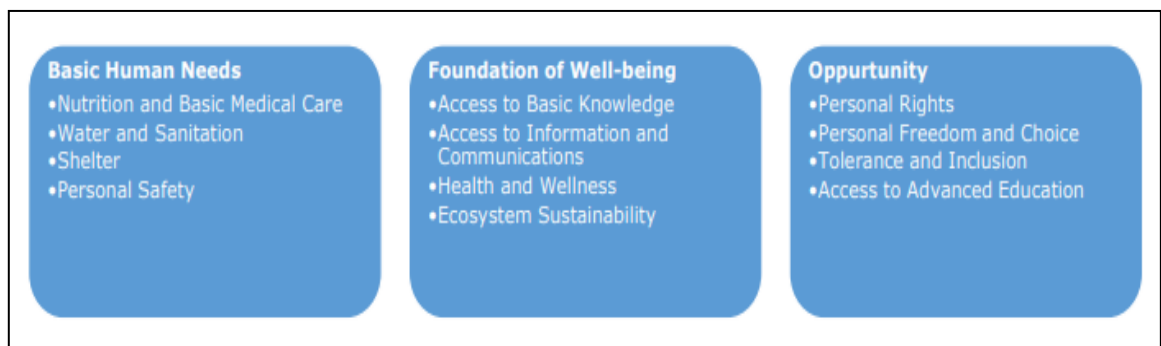 Basic Human Needs
•Nutrition and Basic Medical Care
•Water and Sanitation
•Shelter
•Personal Safety
Foundation of Well-being
•Access to Basic Knowledge
•Access to Information and
Communications
•Health and Wellness
•Ecosystem Sustainability
Oppurtunity
•Personal Rights
•Personal Freedom and Choice
•Tolerance and Inclusion
•Access to Advanced Education